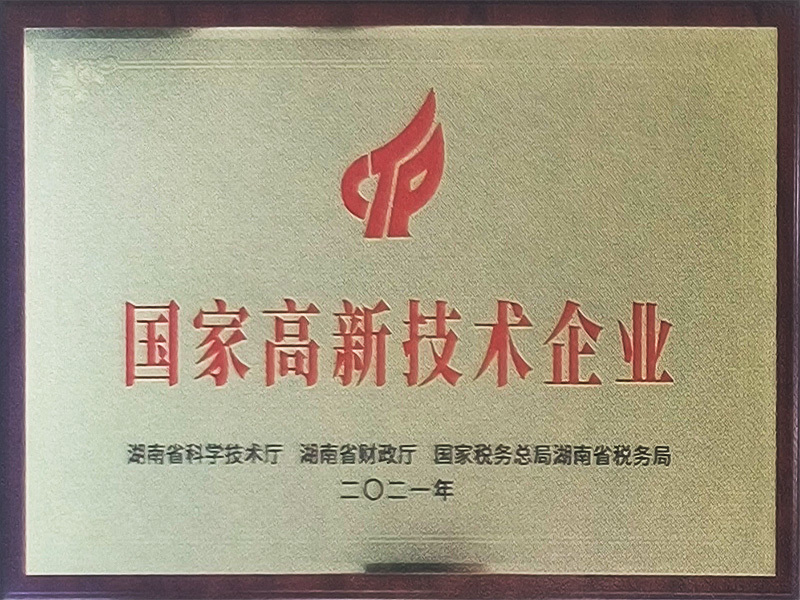 国家高新技术企业
湖南省科学技术厅 湖南省财政厅 国家税务总局湖南省税务局
二〇二一年